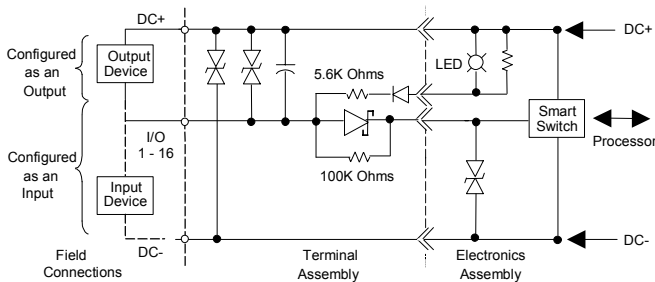 DC+
DC+
Configured
as an
Output
Output
Device
LED
5.6K Ohms
Smart
Switch
Processor
I/O
1 - 16
Configured
as an
Input
100K Ohms
Input
Device
DC-
DC-
Field
Connections
Terminal
Assembly
Electronics
Assembly